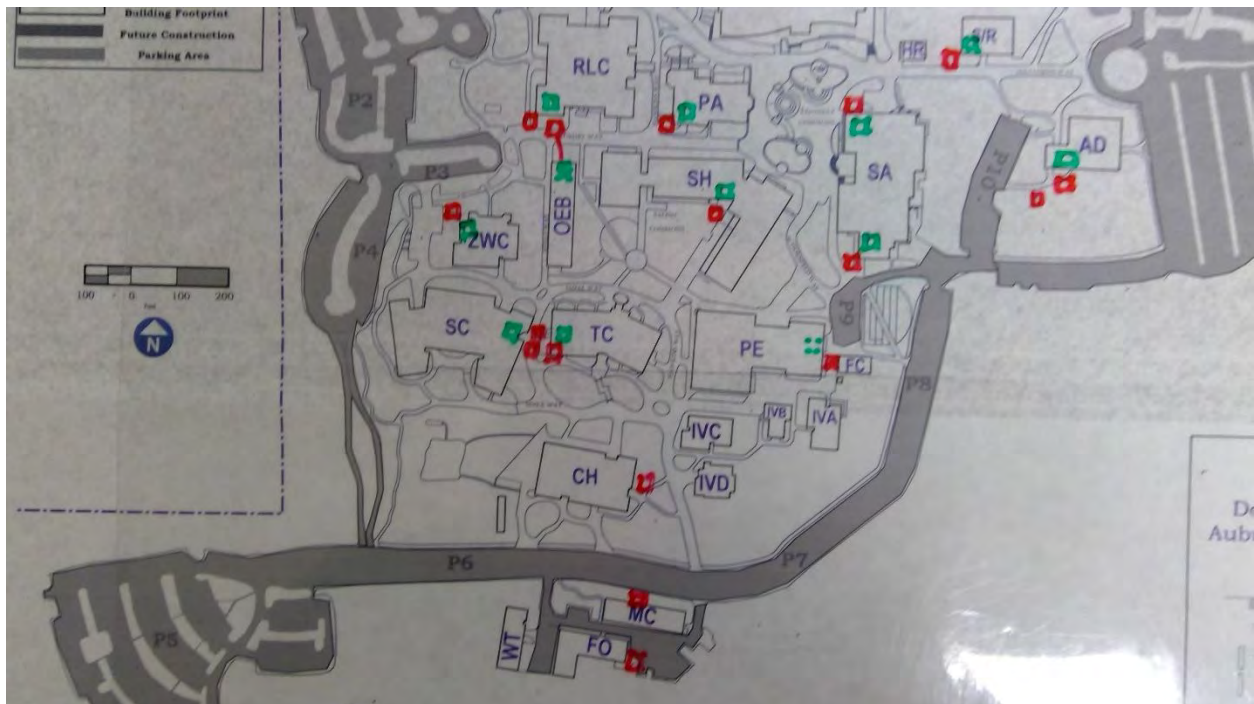 Building Footprint
Future Construction
Parking Area
S/R
HR
RLC
P2
PA
AD
P10
SA
P3
SH
OEB
ZWC
P4
100
0
100
200
N
SC
TC
PE
P9
FC
P8
IVB
IVA
IVC
CH
IVD
De
Aubu
P6
P7
P5
MC
WT
FO